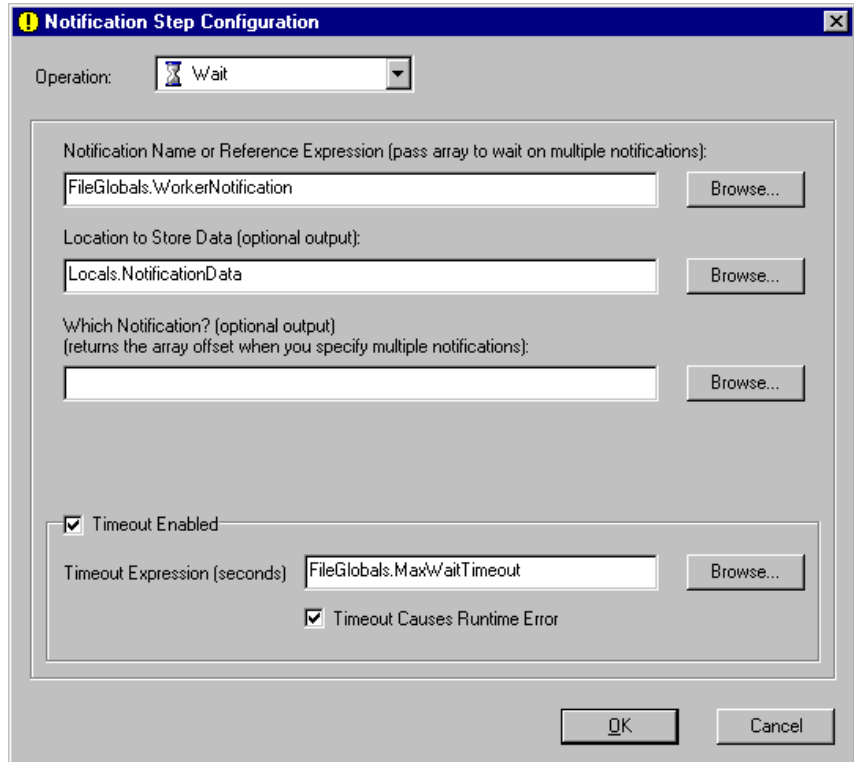 Notification Step Configuration
Operation: Wait
Notification Name or Reference Expression (pass array to wait on multiple notifications):
FileGlobals.WorkerNotification Browse...
Location to Store Data (optional output):
Locals.NotificationData Browse...
Which Notification? (optional output)
(returns the array offset when you specify multiple notifications):
Browse...
Timeout Enabled
Timeout Expression (seconds) FileGlobals.MaxWaitTimeout Browse...
Timeout Causes Runtime Error
OK Cancel